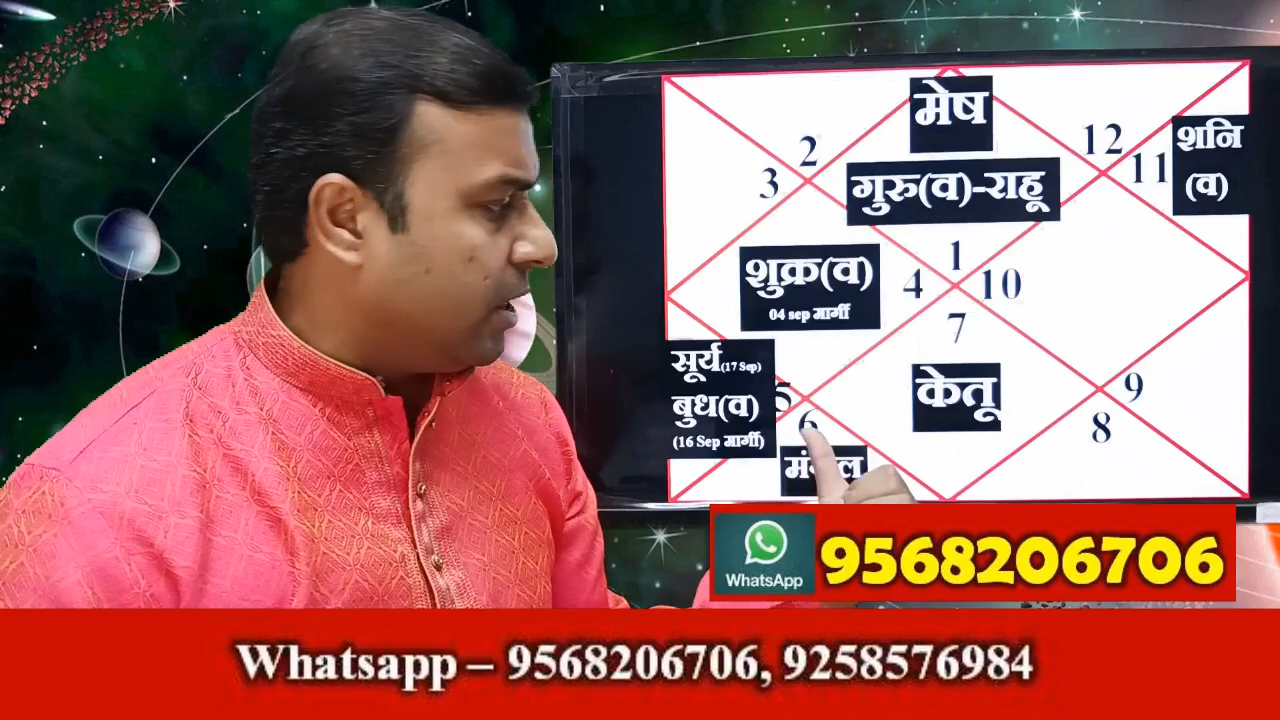 मेष
2
3
12
11
शनि
(व)
गुरु(व)-राहू
शुक्र(व)
04 sep मार्गी
1
4
10
7
सूर्य(17 Sep)
बुध(व)
(16 Sep मार्गी)
5
6
केतू
9
8
WhatsApp
9568206706
Whatsapp – 9568206706, 9258576984